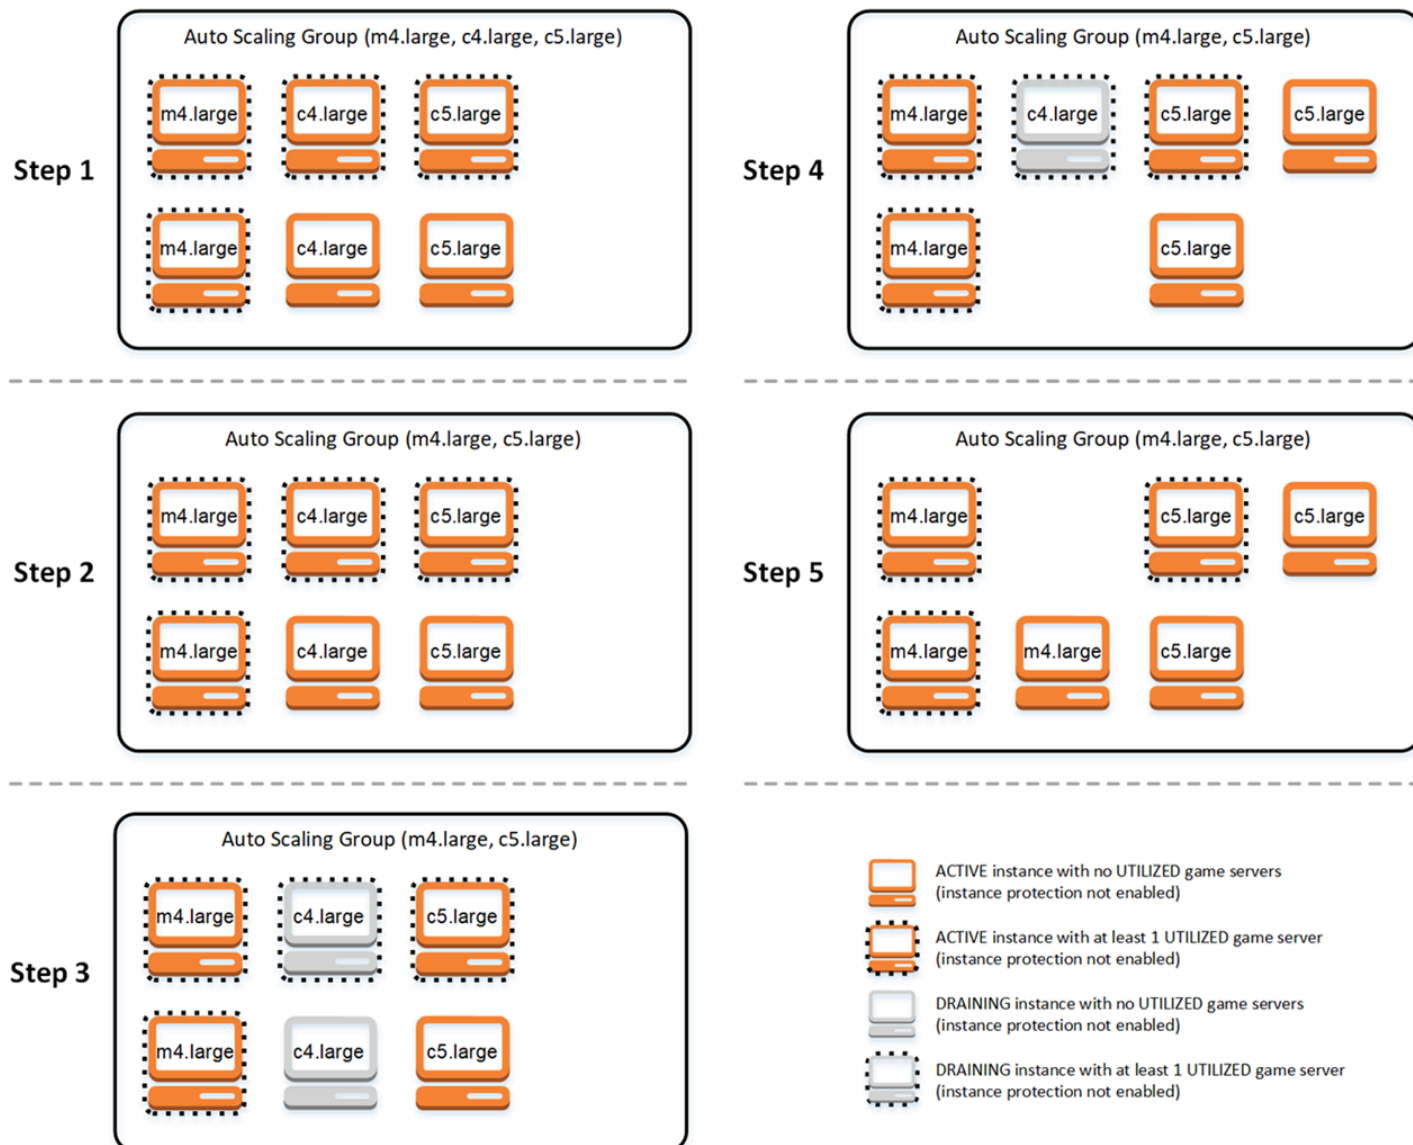 Step 1
Auto Scaling Group (m4.large, c4.large, c5.large)
m4.large c4.large c5.large
m4.large c4.large c5.large
Step 2
Auto Scaling Group (m4.large, c5.large)
m4.large c4.large c5.large
m4.large c4.large c5.large
Step 3
Auto Scaling Group (m4.large, c5.large)
m4.large c4.large c5.large
m4.large c4.large c5.large
Step 4
Auto Scaling Group (m4.large, c5.large)
m4.large c4.large c5.large c5.large
m4.large c5.large
Step 5
Auto Scaling Group (m4.large, c5.large)
m4.large c5.large c5.large
m4.large m4.large c5.large
ACTIVE instance with no UTILIZED game servers
(instance protection not enabled)
ACTIVE instance with at least 1 UTILIZED game server
(instance protection not enabled)
DRAINING instance with no UTILIZED game servers
(instance protection not enabled)
DRAINING instance with at least 1 UTILIZED game server
(instance protection not enabled)